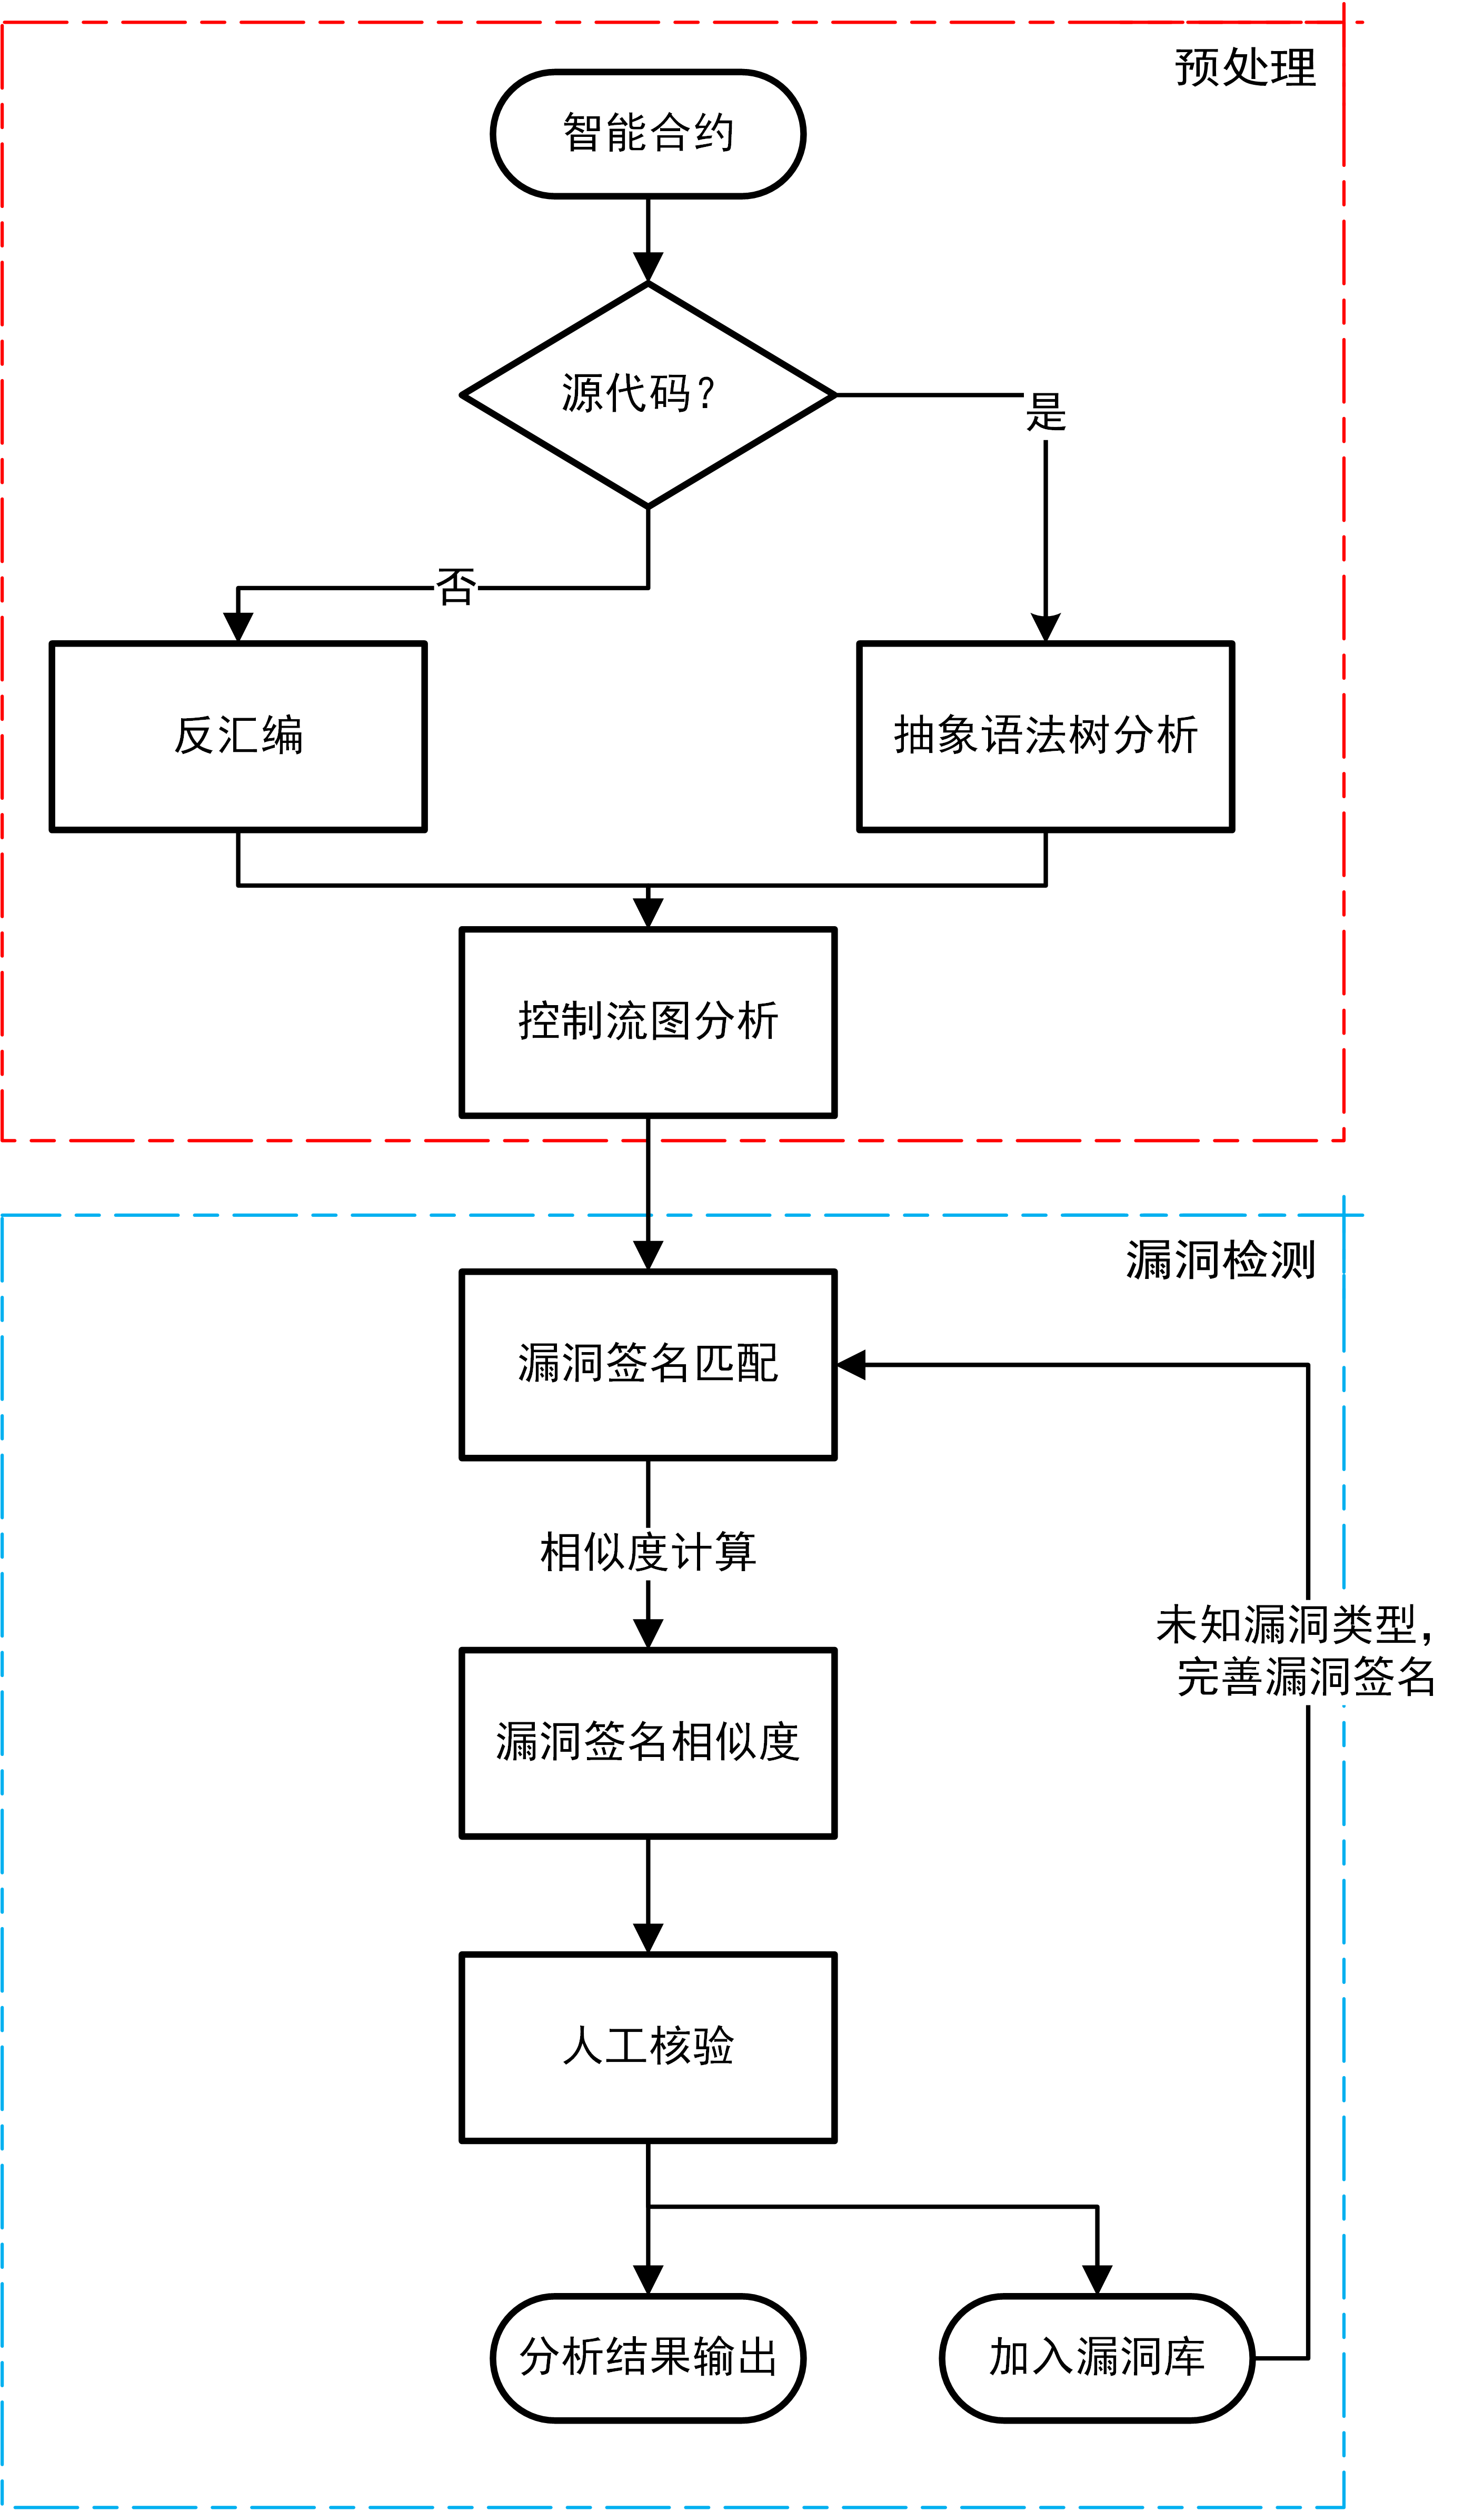 预处理
智能合约
源代码？
是
否
反汇编
抽象语法树分析
控制流图分析
漏洞检测
漏洞签名匹配
相似度计算
未知漏洞类型，
完善漏洞签名
漏洞签名相似度
人工核验
分析结果输出
加入漏洞库